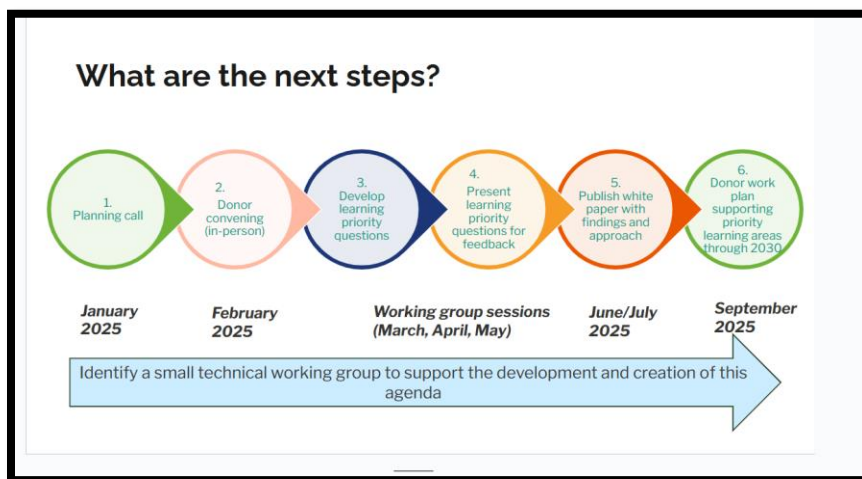 What are the next steps?
1.
Planning call
2.
Donor
convening
(in-person)
3.
Develop
learning
priority
questions
4.
Present
learning
priority
questions for
feedback
5.
Publish white
paper with
findings and
approach
6.
Donor work
plan
supporting
priority
learning areas
through 2030
January
2025
February
2025
Working group sessions
(March, April, May)
June/July
2025
September
2025
Identify a small technical working group to support the development and creation of this
agenda